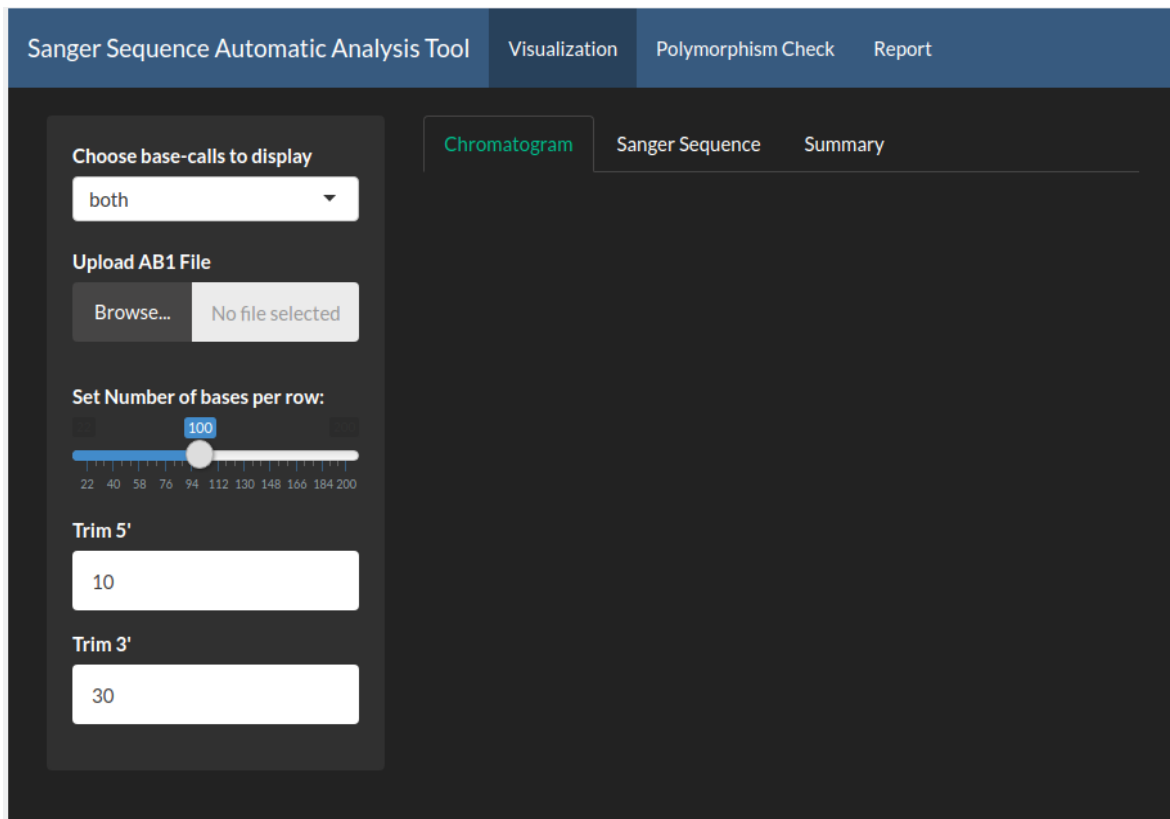 Sanger Sequence Automatic Analysis Tool Visualization Polymorphism Check Report
Choose base-calls to display
both
Upload AB1 File
Browse... No file selected
Set Number of bases per row:
100
22 40 58 76 94 112 130 148 166 184 200
Trim 5'
10
Trim 3'
30
Chromatogram Sanger Sequence Summary